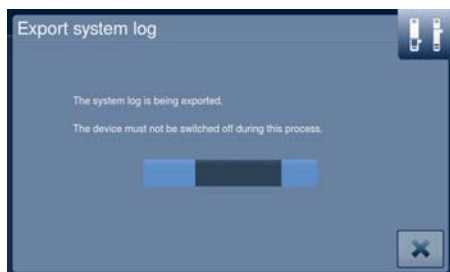 Export system log
The system log is being exported.
The device must not be switched off during this process.